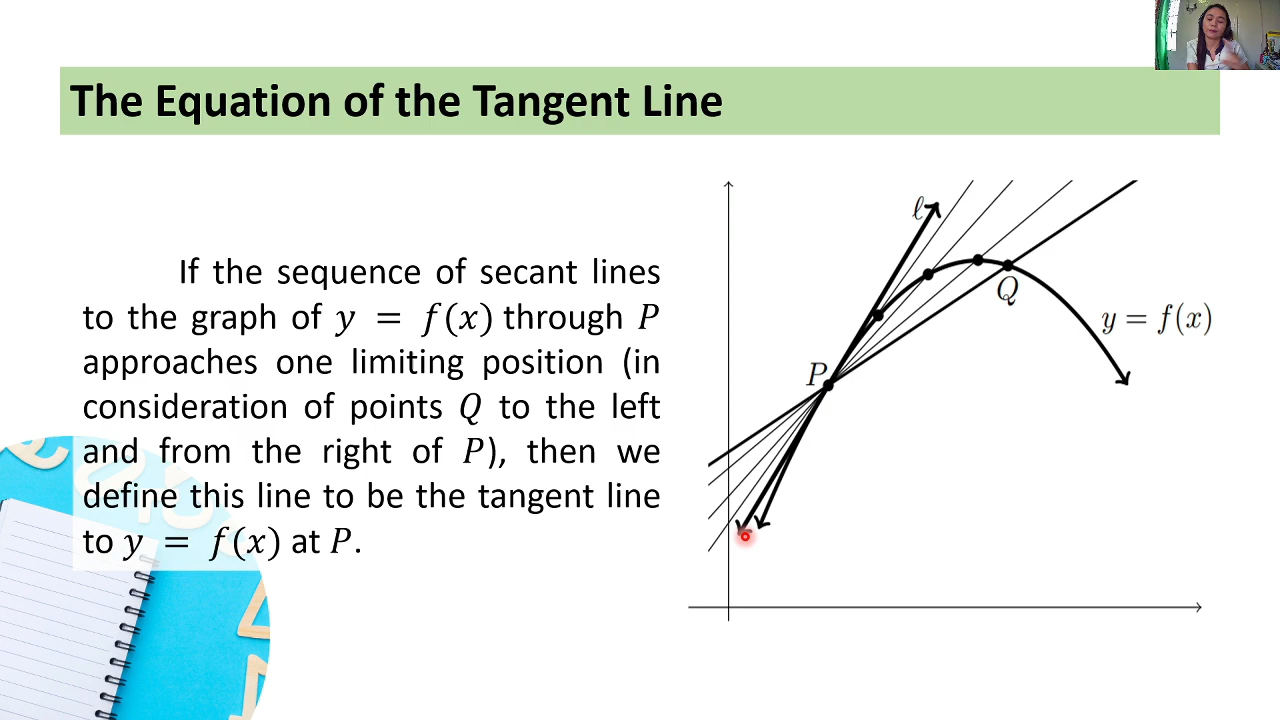 The Equation of the Tangent Line
If the sequence of secant lines
to the graph of y = f(x) through P
approaches one limiting position (in
consideration of points Q to the left
and from the right of P), then we
define this line to be the tangent line
to y = f(x) at P.
ℓ
Q
y = f(x)
P